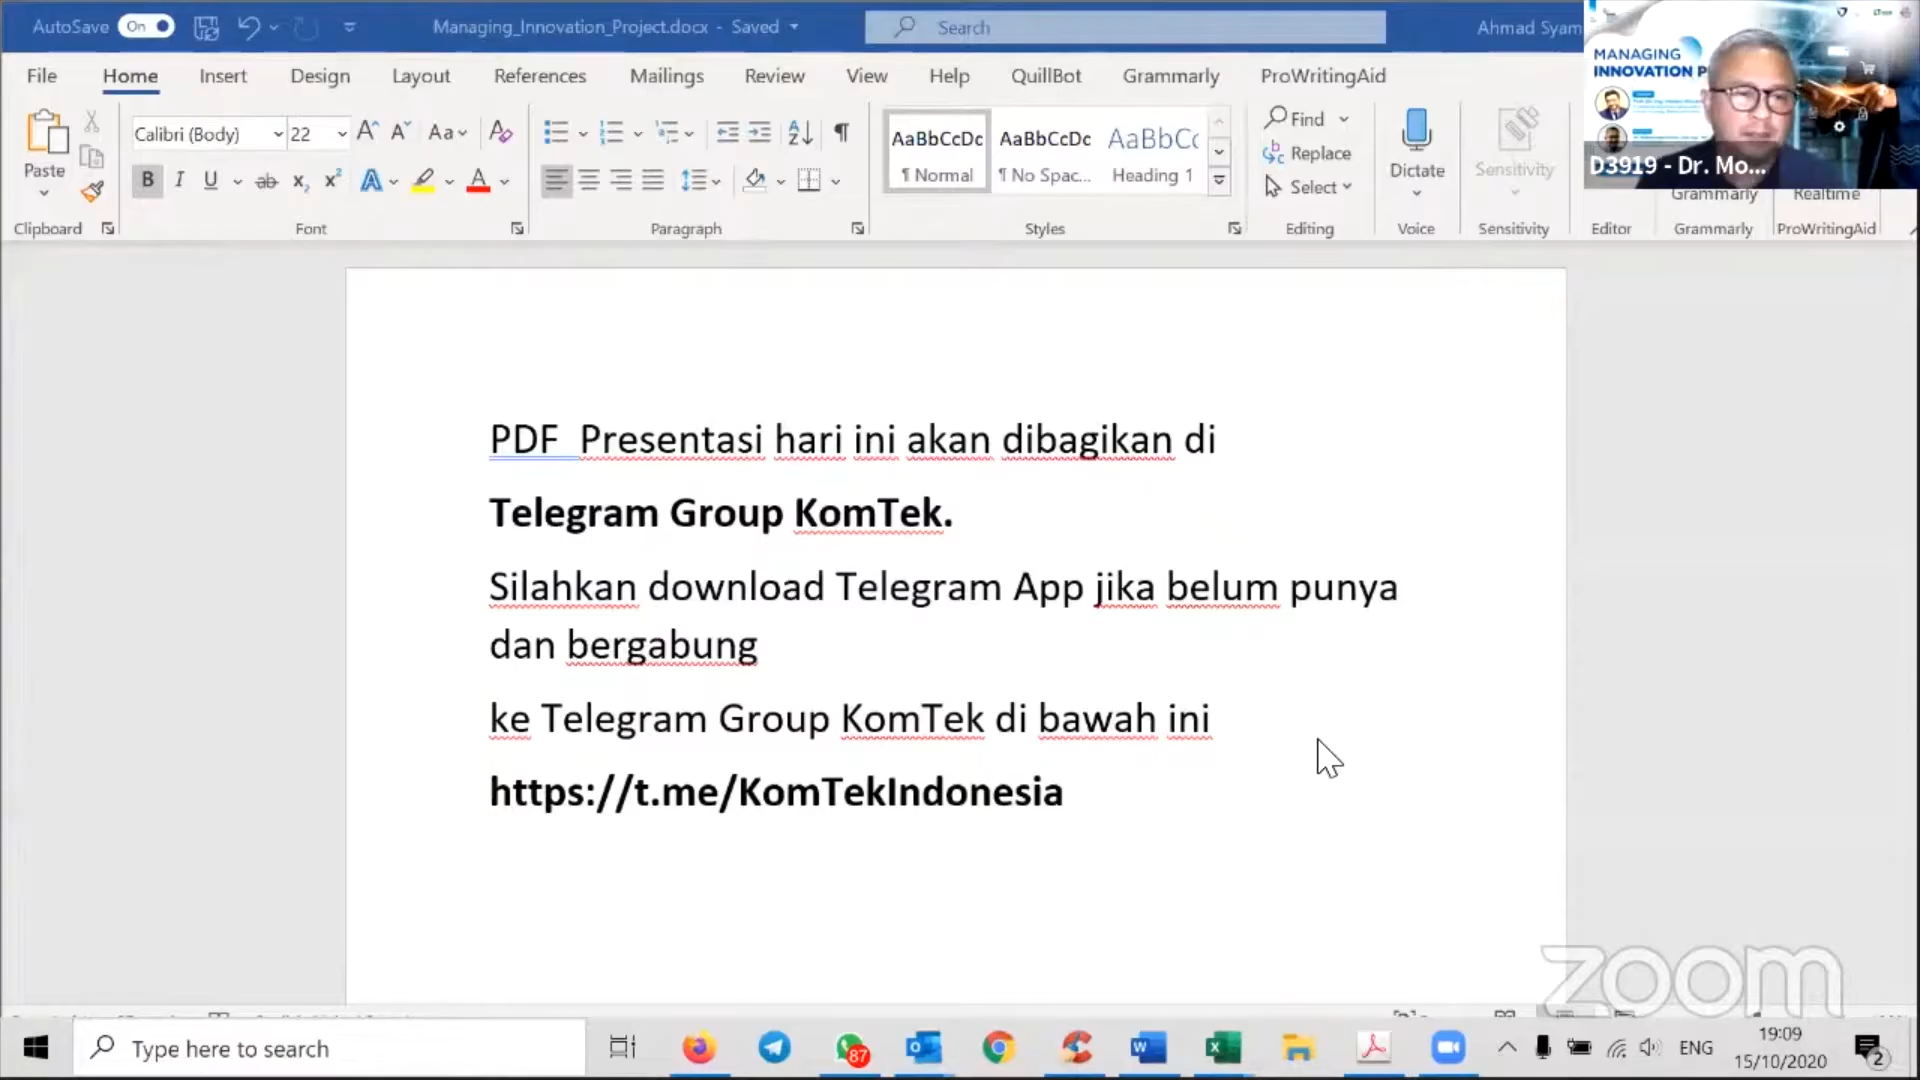 AutoSave On Managing_Innovation_Project.docx - Saved Search Ahmad Syam
File Home Insert Design Layout References Mailings Review View Help QuillBot Grammarly ProWritingAid
MANAGING
INNOVATION P
D3919 - Dr. Mo...
Paste
Calibri (Body) 22
AaBbCcDc AaBbCcDc AaBbCc
¶ Normal ¶ No Spac... Heading 1
Find
Replace
Select
Dictate
Sensitivity
Grammarly Realtime
Clipboard Font Paragraph Styles Editing Voice Sensitivity Editor Grammarly ProWritingAid
PDF Presentasi hari ini akan dibagikan di
Telegram Group KomTek.
Silahkan download Telegram App jika belum punya
dan bergabung
ke Telegram Group KomTek di bawah ini
https://t.me/KomTekIndonesia
zoom
Type here to search
87
ENG
19:09
15/10/2020
2